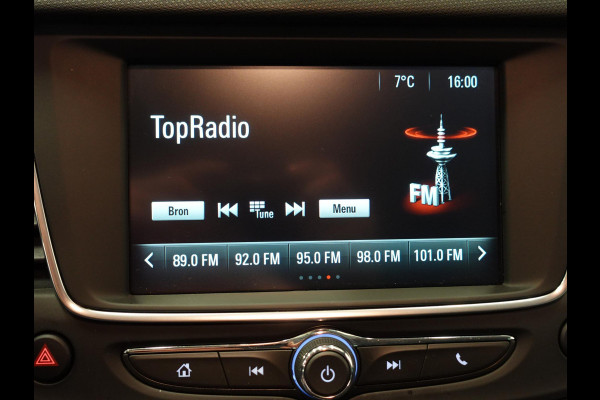 7°C 16:00
TopRadio
FM
Bron Tune Menu
89.0 FM 92.0 FM 95.0 FM 98.0 FM 101.0 FM